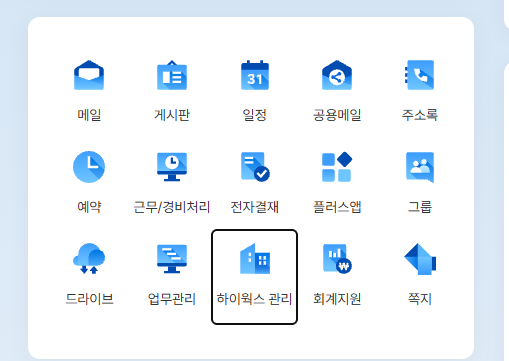 메일 게시판 일정 공용메일 주소록
31
예약 근무/경비처리 전자결재 플러스앱 그룹
드라이브 업무관리 하이웍스 관리 회계지원 쪽지
₩